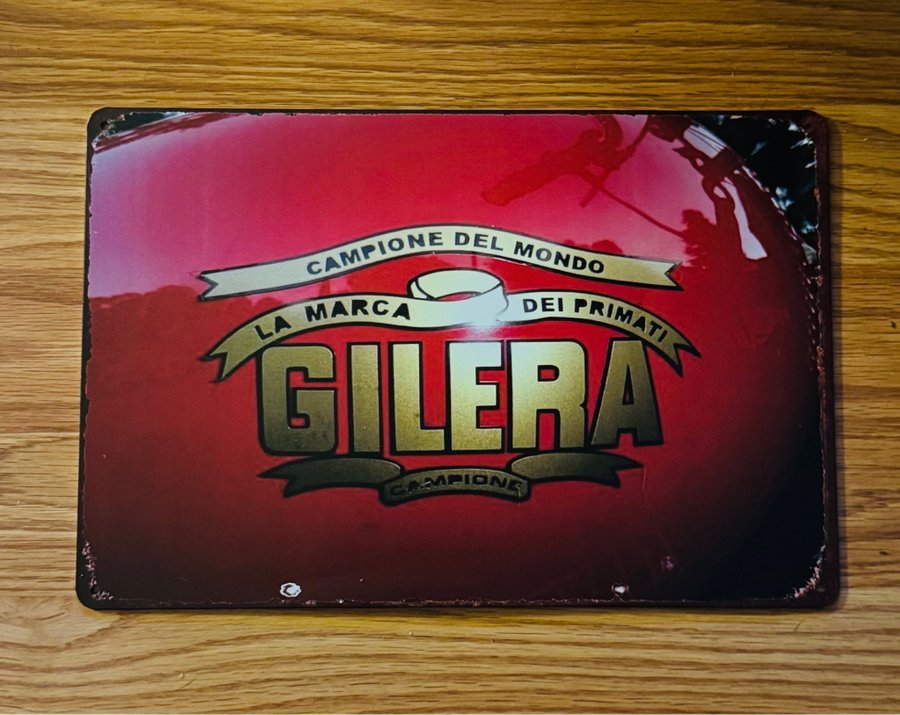 CAMPIONE DEL MONDO
LA MARCA DEI PRIMATI
GILERA
CAMPIONE